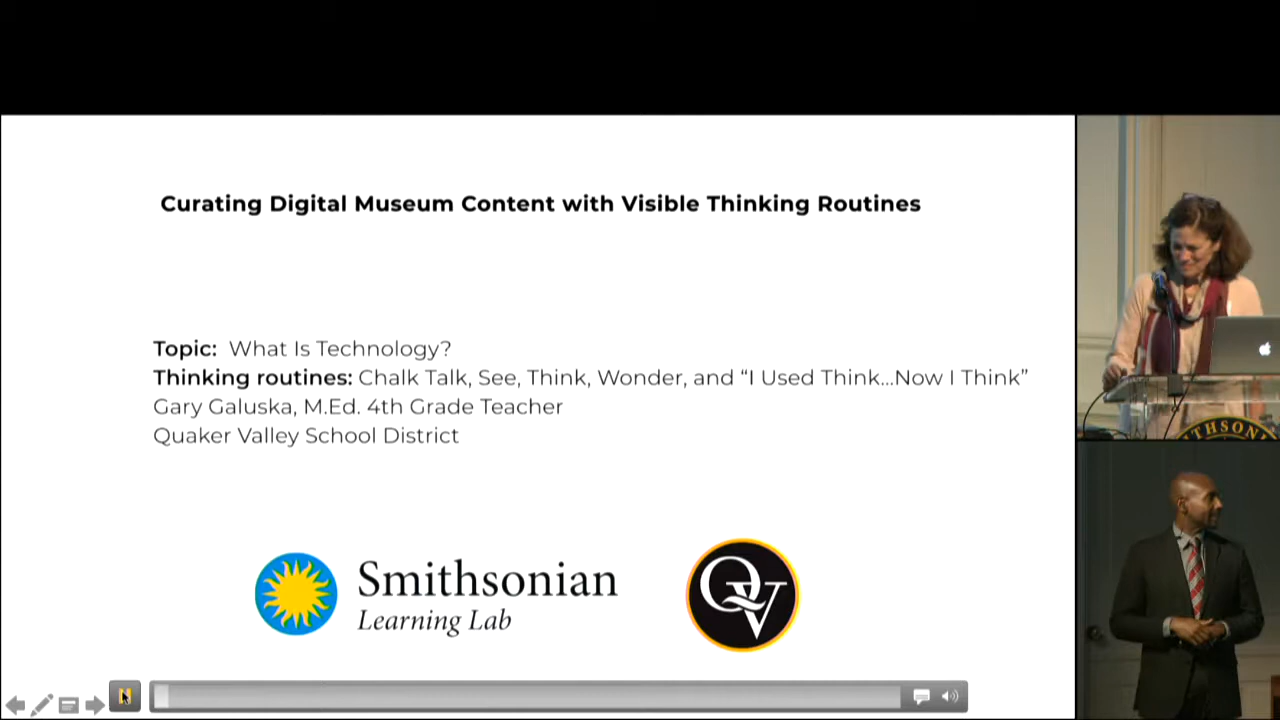 Curating Digital Museum Content with Visible Thinking Routines
Topic: What Is Technology?
Thinking routines: Chalk Talk, See, Think, Wonder, and “I Used Think...Now I Think”
Gary Galuska, M.Ed. 4th Grade Teacher
Quaker Valley School District
Smithsonian
Learning Lab
QV
ITHSONI